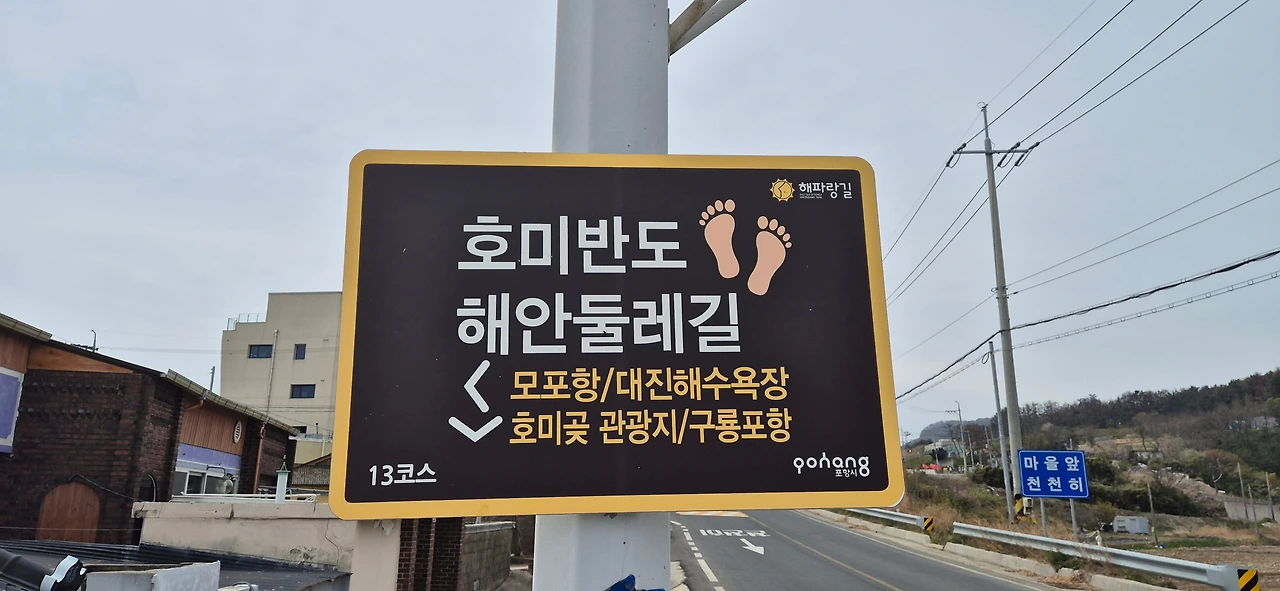 해파랑길
호미반도
해안둘레길
< 모포항/대진해수욕장
호미곶 관광지/구룡포항
13코스
pohang
포항시
마을앞
천천히